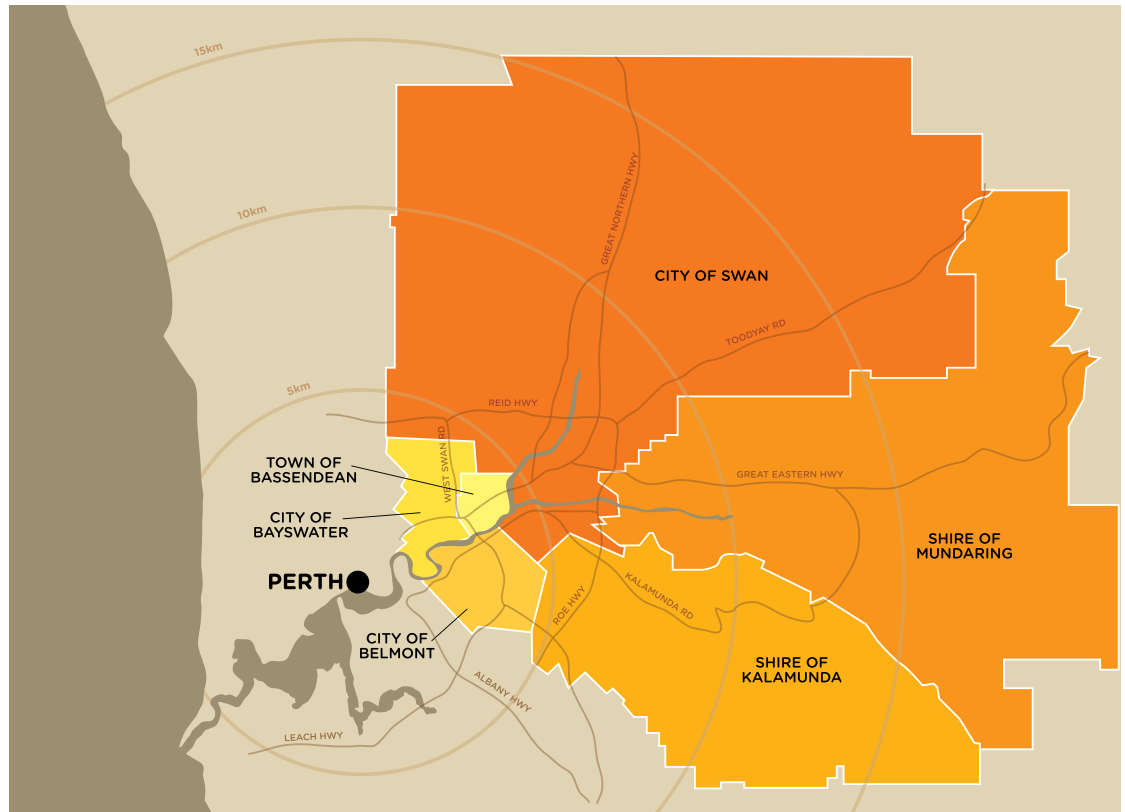 15km
10km
5km
GREAT NORTHERN HWY
CITY OF SWAN
TOODYAY RD
REID HWY
WEST SWAN RD
TOWN OF
BASSENDEAN
GREAT EASTERN HWY
CITY OF
BAYSWATER
SHIRE OF
MUNDARING
PERTH
KALAMUNDA RD
ROE HWY
CITY OF
BELMONT
SHIRE OF
KALAMUNDA
ALBANY HWY
LEACH HWY